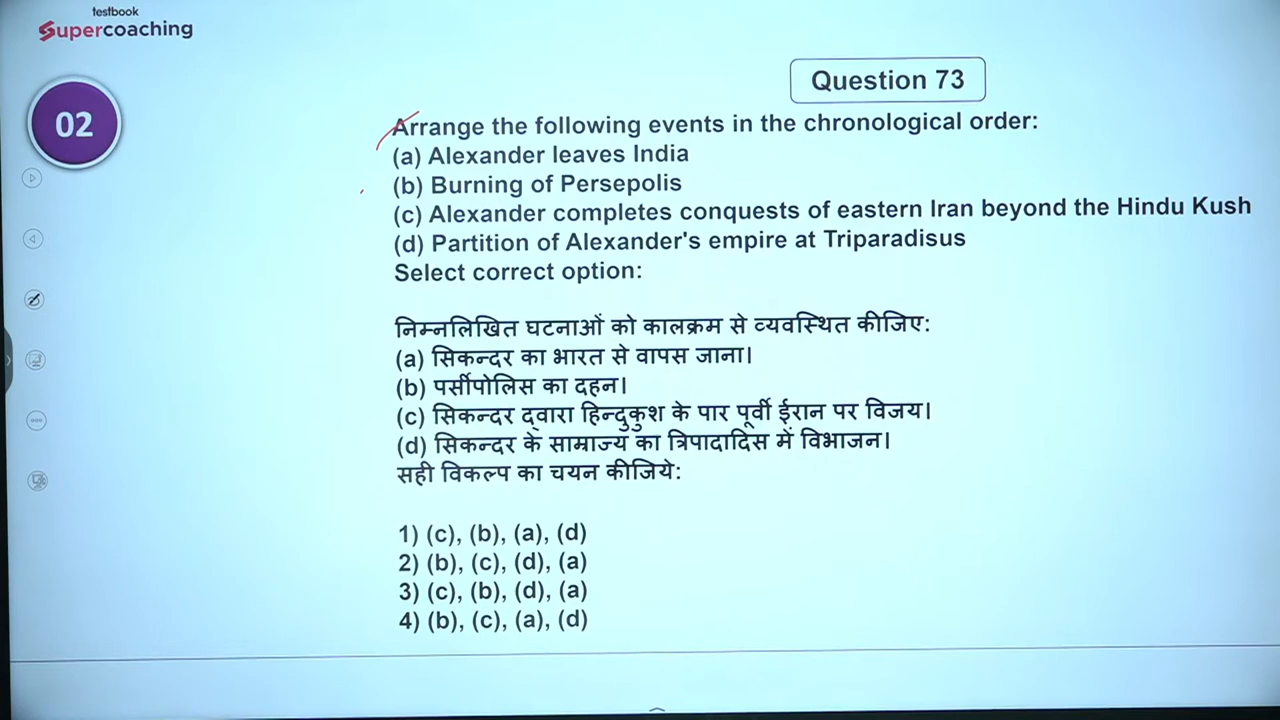 testbook
Supercoaching
Question 73
02
Arrange the following events in the chronological order:
(a) Alexander leaves India
(b) Burning of Persepolis
(c) Alexander completes conquests of eastern Iran beyond the Hindu Kush
(d) Partition of Alexander's empire at Triparadisus
Select correct option:
निम्नलिखित घटनाओं को कालक्रम से व्यवस्थित कीजिए:
(a) सिकन्दर का भारत से वापस जाना।
(b) पर्सीपोलिस का दहन।
(c) सिकन्दर द्वारा हिन्दुकुश के पार पूर्वी ईरान पर विजय।
(d) सिकन्दर के साम्राज्य का त्रिपादादिस में विभाजन।
सही विकल्प का चयन कीजिये:
1) (c), (b), (a), (d)
2) (b), (c), (d), (a)
3) (c), (b), (d), (a)
4) (b), (c), (a), (d)